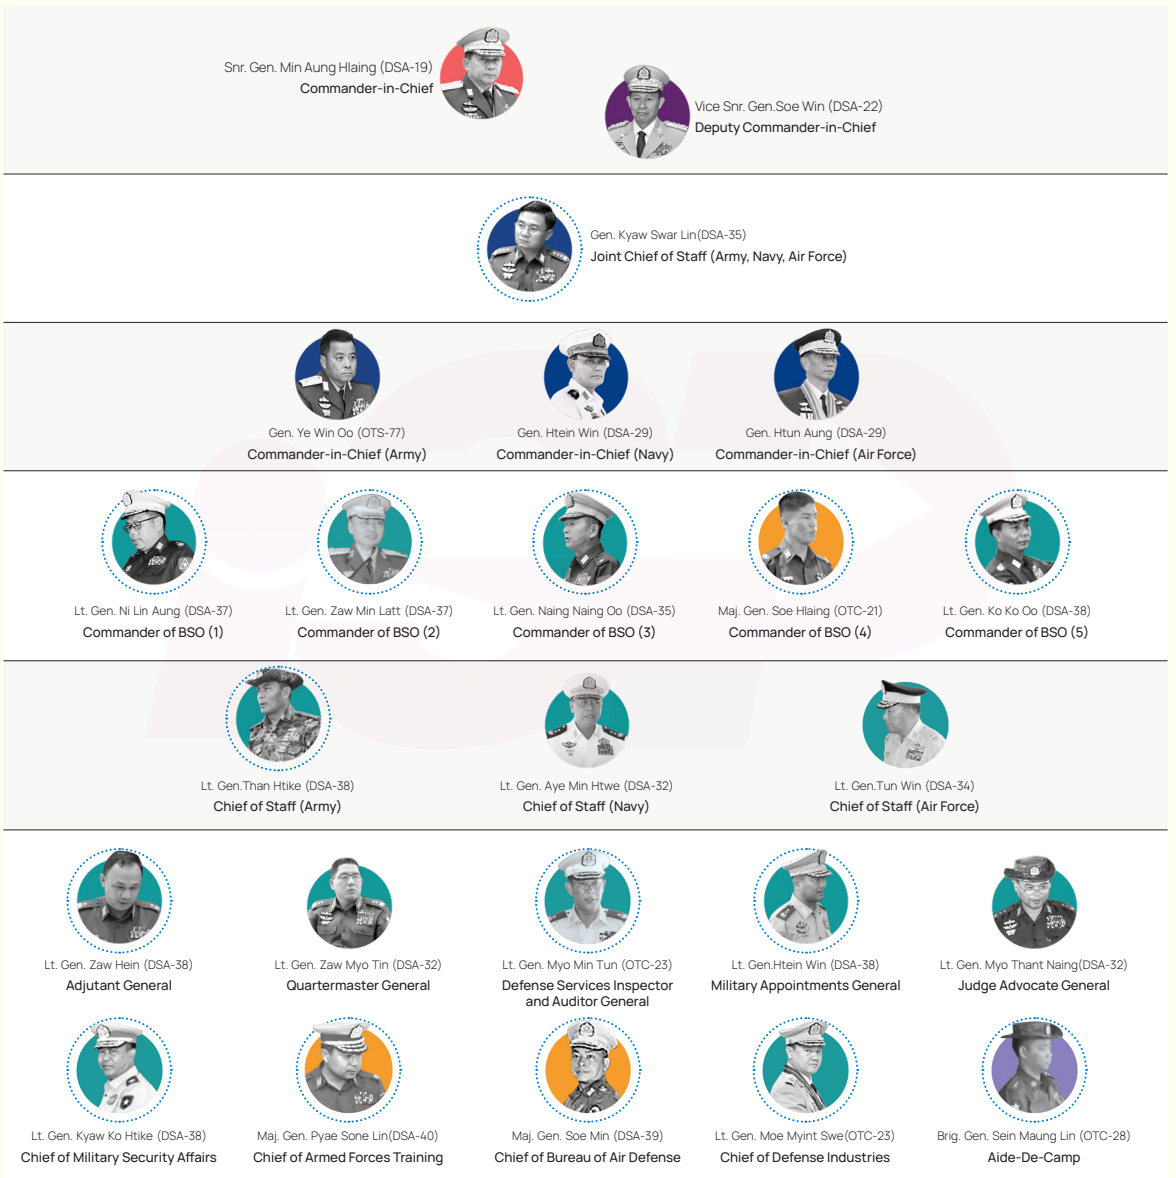 Snr. Gen. Min Aung Hlaing (DSA-19)
Commander-in-Chief
Vice Snr. Gen.Soe Win (DSA-22)
Deputy Commander-in-Chief
Gen. Kyaw Swar Lin(DSA-35)
Joint Chief of Staff (Army, Navy, Air Force)
Gen. Ye Win Oo (OTS-77)
Commander-in-Chief (Army)
Gen. Htein Win (DSA-29)
Commander-in-Chief (Navy)
Gen. Htun Aung (DSA-29)
Commander-in-Chief (Air Force)
Lt. Gen. Ni Lin Aung (DSA-37)
Commander of BSO (1)
Lt. Gen. Zaw Min Latt (DSA-37)
Commander of BSO (2)
Lt. Gen. Naing Naing Oo (DSA-35)
Commander of BSO (3)
Maj. Gen. Soe Hlaing (OTC-21)
Commander of BSO (4)
Lt. Gen. Ko Ko Oo (DSA-38)
Commander of BSO (5)
Lt. Gen.Than Htike (DSA-38)
Chief of Staff (Army)
Lt. Gen. Aye Min Htwe (DSA-32)
Chief of Staff (Navy)
Lt. Gen.Tun Win (DSA-34)
Chief of Staff (Air Force)
Lt. Gen. Zaw Hein (DSA-38)
Adjutant General
Lt. Gen. Zaw Myo Tin (DSA-32)
Quartermaster General
Lt. Gen. Myo Min Tun (OTC-23)
Defense Services Inspector
and Auditor General
Lt. Gen.Htein Win (DSA-38)
Military Appointments General
Lt. Gen. Myo Thant Naing(DSA-32)
Judge Advocate General
Lt. Gen. Kyaw Ko Htike (DSA-38)
Chief of Military Security Affairs
Maj. Gen. Pyae Sone Lin(DSA-40)
Chief of Armed Forces Training
Maj. Gen. Soe Min (DSA-39)
Chief of Bureau of Air Defense
Lt. Gen. Moe Myint Swe(OTC-23)
Chief of Defense Industries
Brig. Gen. Sein Maung Lin (OTC-28)
Aide-De-Camp